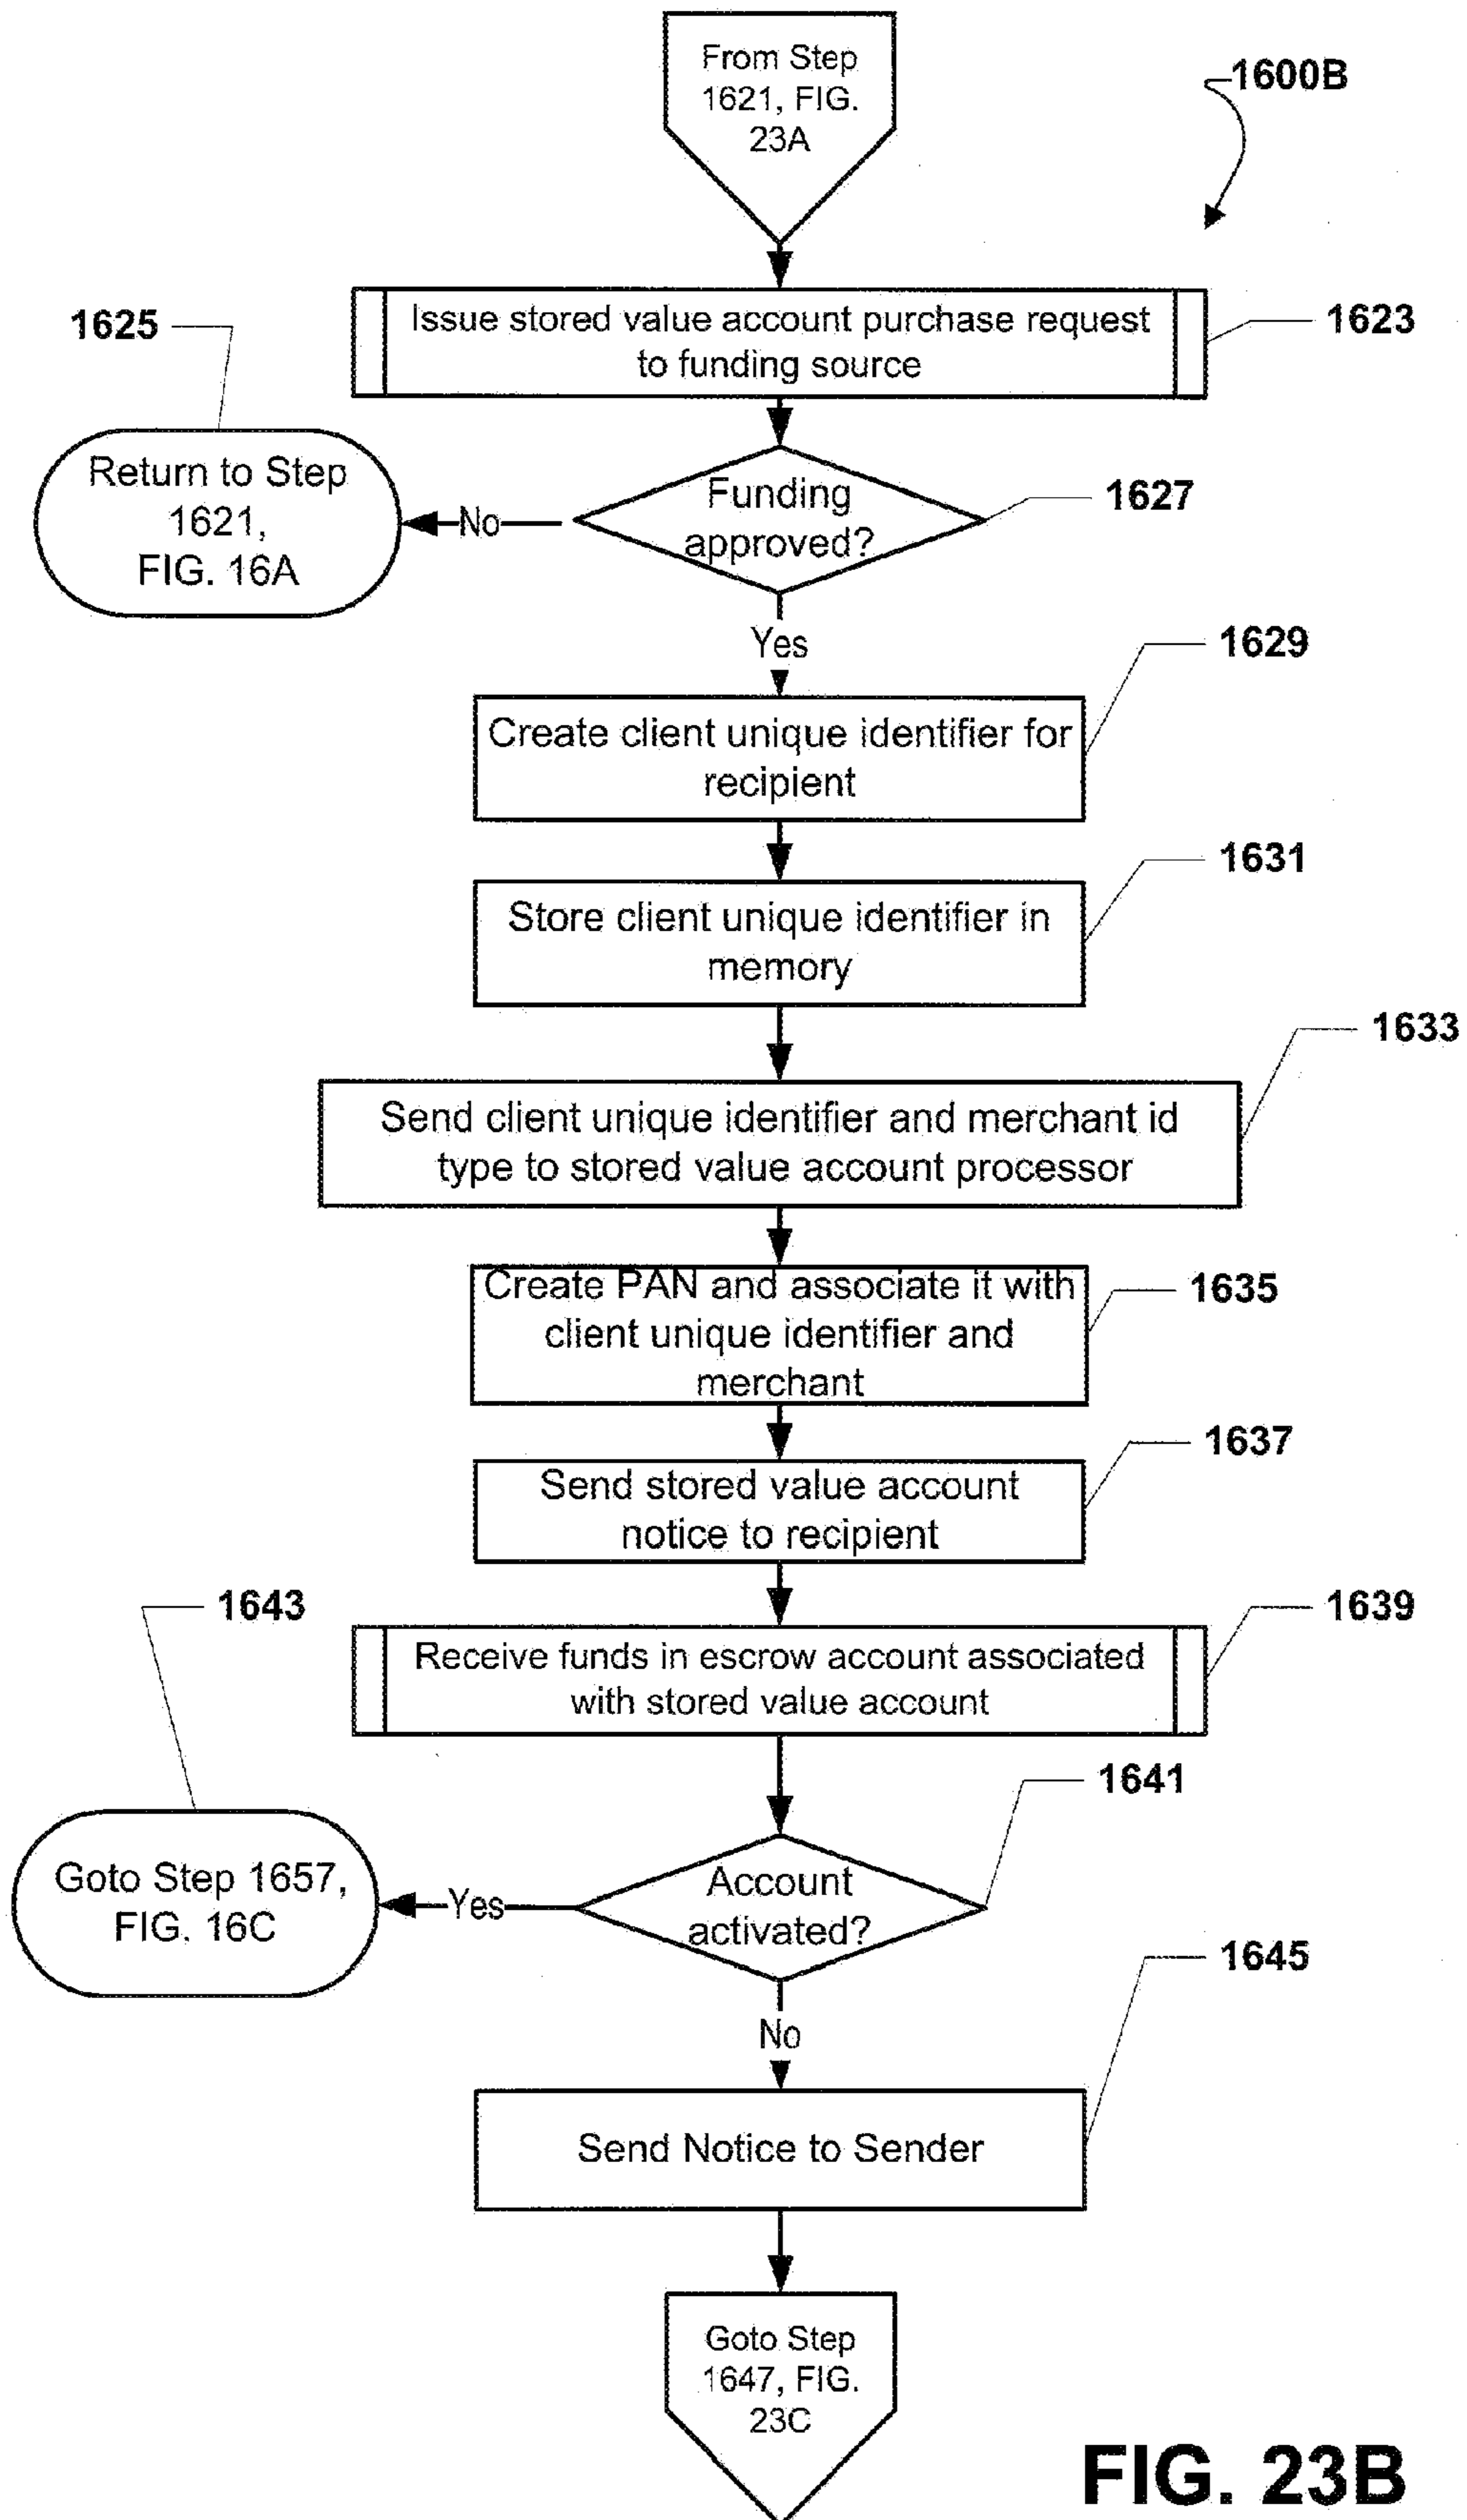 From Step
1621, FIG.
23A
1600B
Issue stored value account purchase request
to funding source
1623
1625
Return to Step
1621,
FIG. 16A
No
Funding
approved?
1627
Yes
1629
Create client unique identifier for
recipient
1631
Store client unique identifier in
memory
1633
Send client unique identifier and merchant id
type to stored value account processor
Create PAN and associate it with
client unique identifier and
merchant
1635
1637
Send stored value account
notice to recipient
1643
1639
Receive funds in escrow account associated
with stored value account
1641
Goto Step 1657,
FIG. 16C
Yes
Account
activated?
1645
No
Send Notice to Sender
Goto Step
1647, FIG.
23C
FIG. 23B